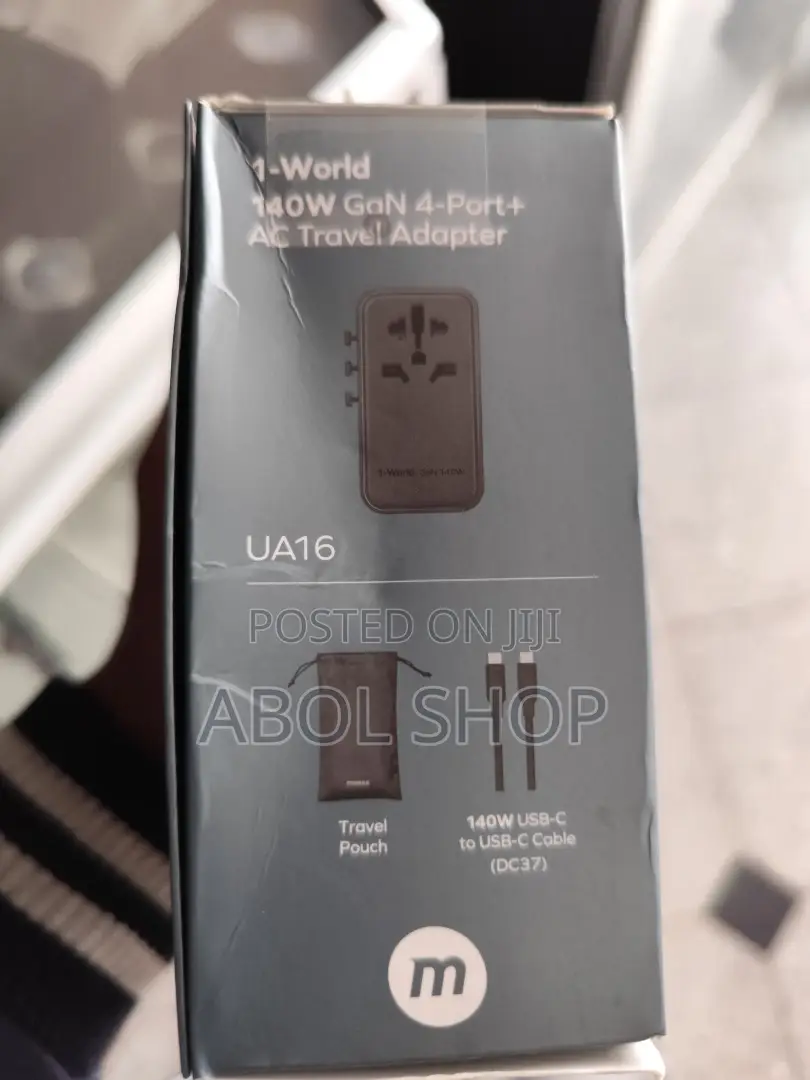 1-World
140W GaN 4-Port+
AC Travel Adapter
1-World GaN 140W
UA16
POSTED ON JIJI
ABOL SHOP
Travel
Pouch
140W USB-C
to USB-C Cable
(DC37)
m